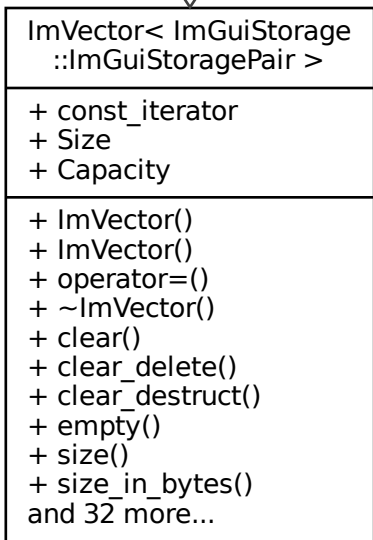 ImVector< ImGuiStorage
::ImGuiStoragePair >
+ const_iterator
+ Size
+ Capacity
+ ImVector()
+ ImVector()
+ operator=()
+ ~ImVector()
+ clear()
+ clear_delete()
+ clear_destruct()
+ empty()
+ size()
+ size_in_bytes()
and 32 more...